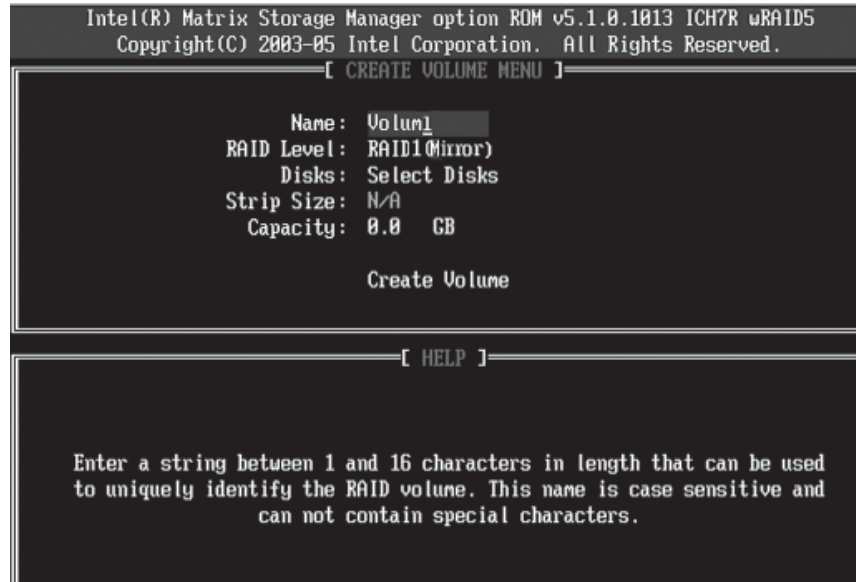 Intel(R) Matrix Storage Manager option ROM v5.1.0.1013 ICH7R wRAID5
Copyright(C) 2003-05 Intel Corporation. All Rights Reserved.
[ CREATE VOLUME MENU ]
Name: Volum1
RAID Level: RAID1(Mirror)
Disks: Select Disks
Strip Size: N/A
Capacity: 0.0 GB
Create Volume
[ HELP ]
Enter a string between 1 and 16 characters in length that can be used
to uniquely identify the RAID volume. This name is case sensitive and
can not contain special characters.